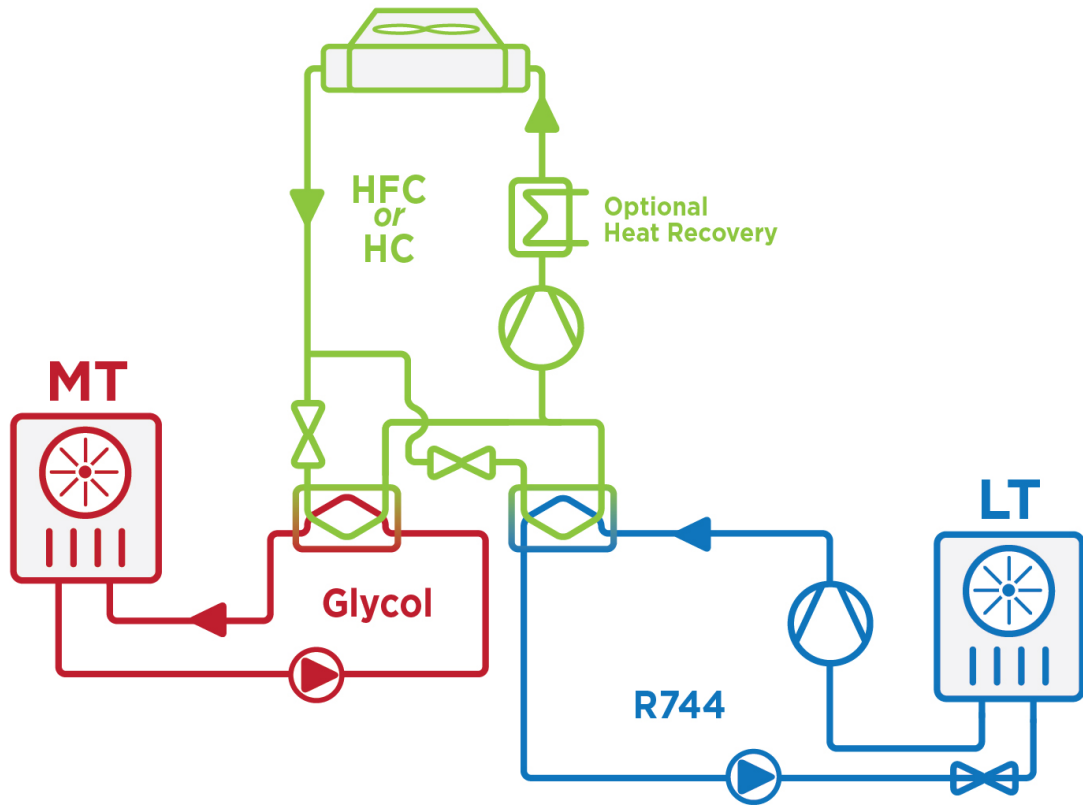 HFC
or
HC
Optional
Heat Recovery
MT
LT
Glycol
R744